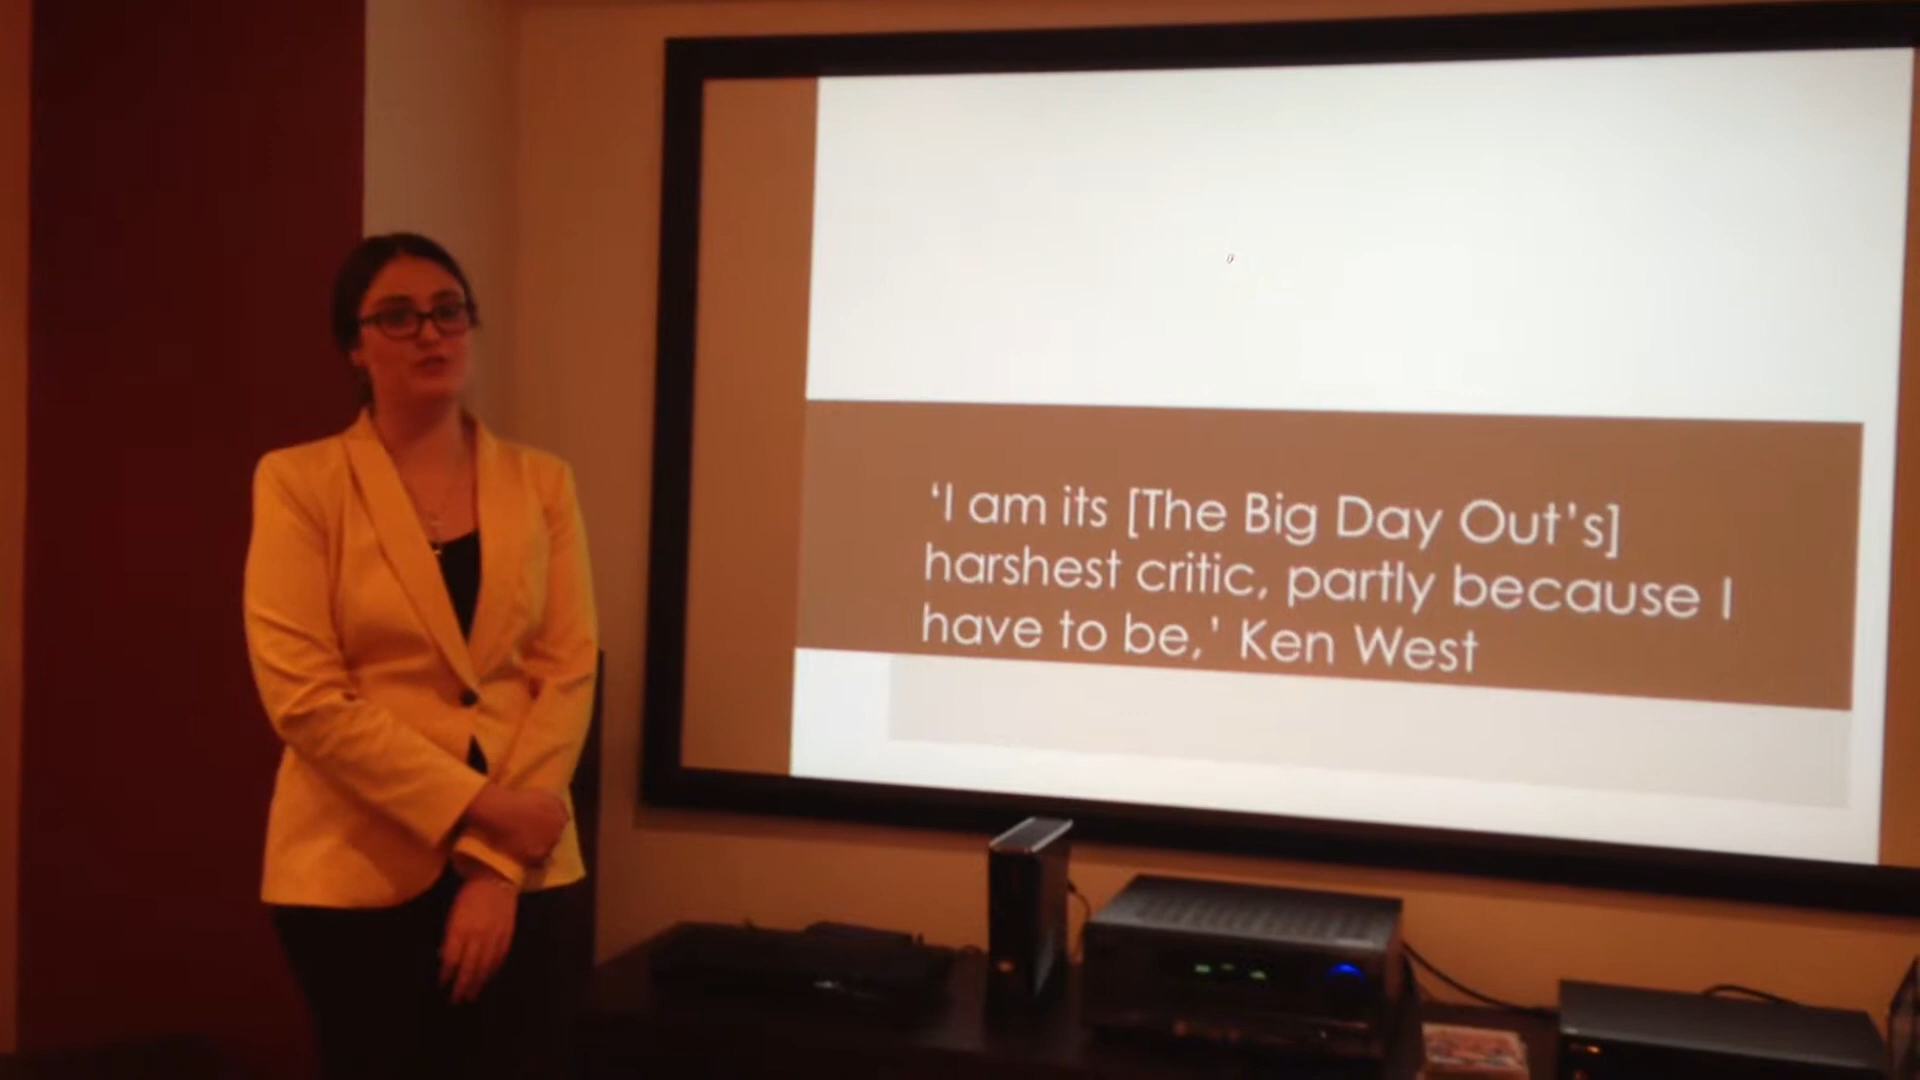 ‘I am its [The Big Day Out’s]
harshest critic, partly because I
have to be,’ Ken West